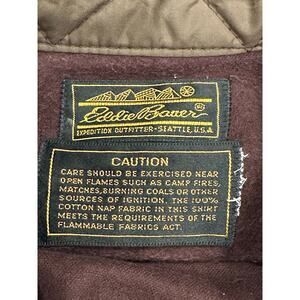 Eddie Bauer
EXPEDITION OUTFITTER-SEATTLE, U.S.A.
CAUTION
CARE SHOULD BE EXERCISED NEAR
OPEN FLAMES SUCH AS CAMP FIRES,
MATCHES, BURNING COALS OR OTHER
SOURCES OF IGNITION. THE 100%
COTTON NAP FABRIC IN THIS SHIRT
MEETS THE REQUIREMENTS OF THE
FLAMMABLE FABRICS ACT.